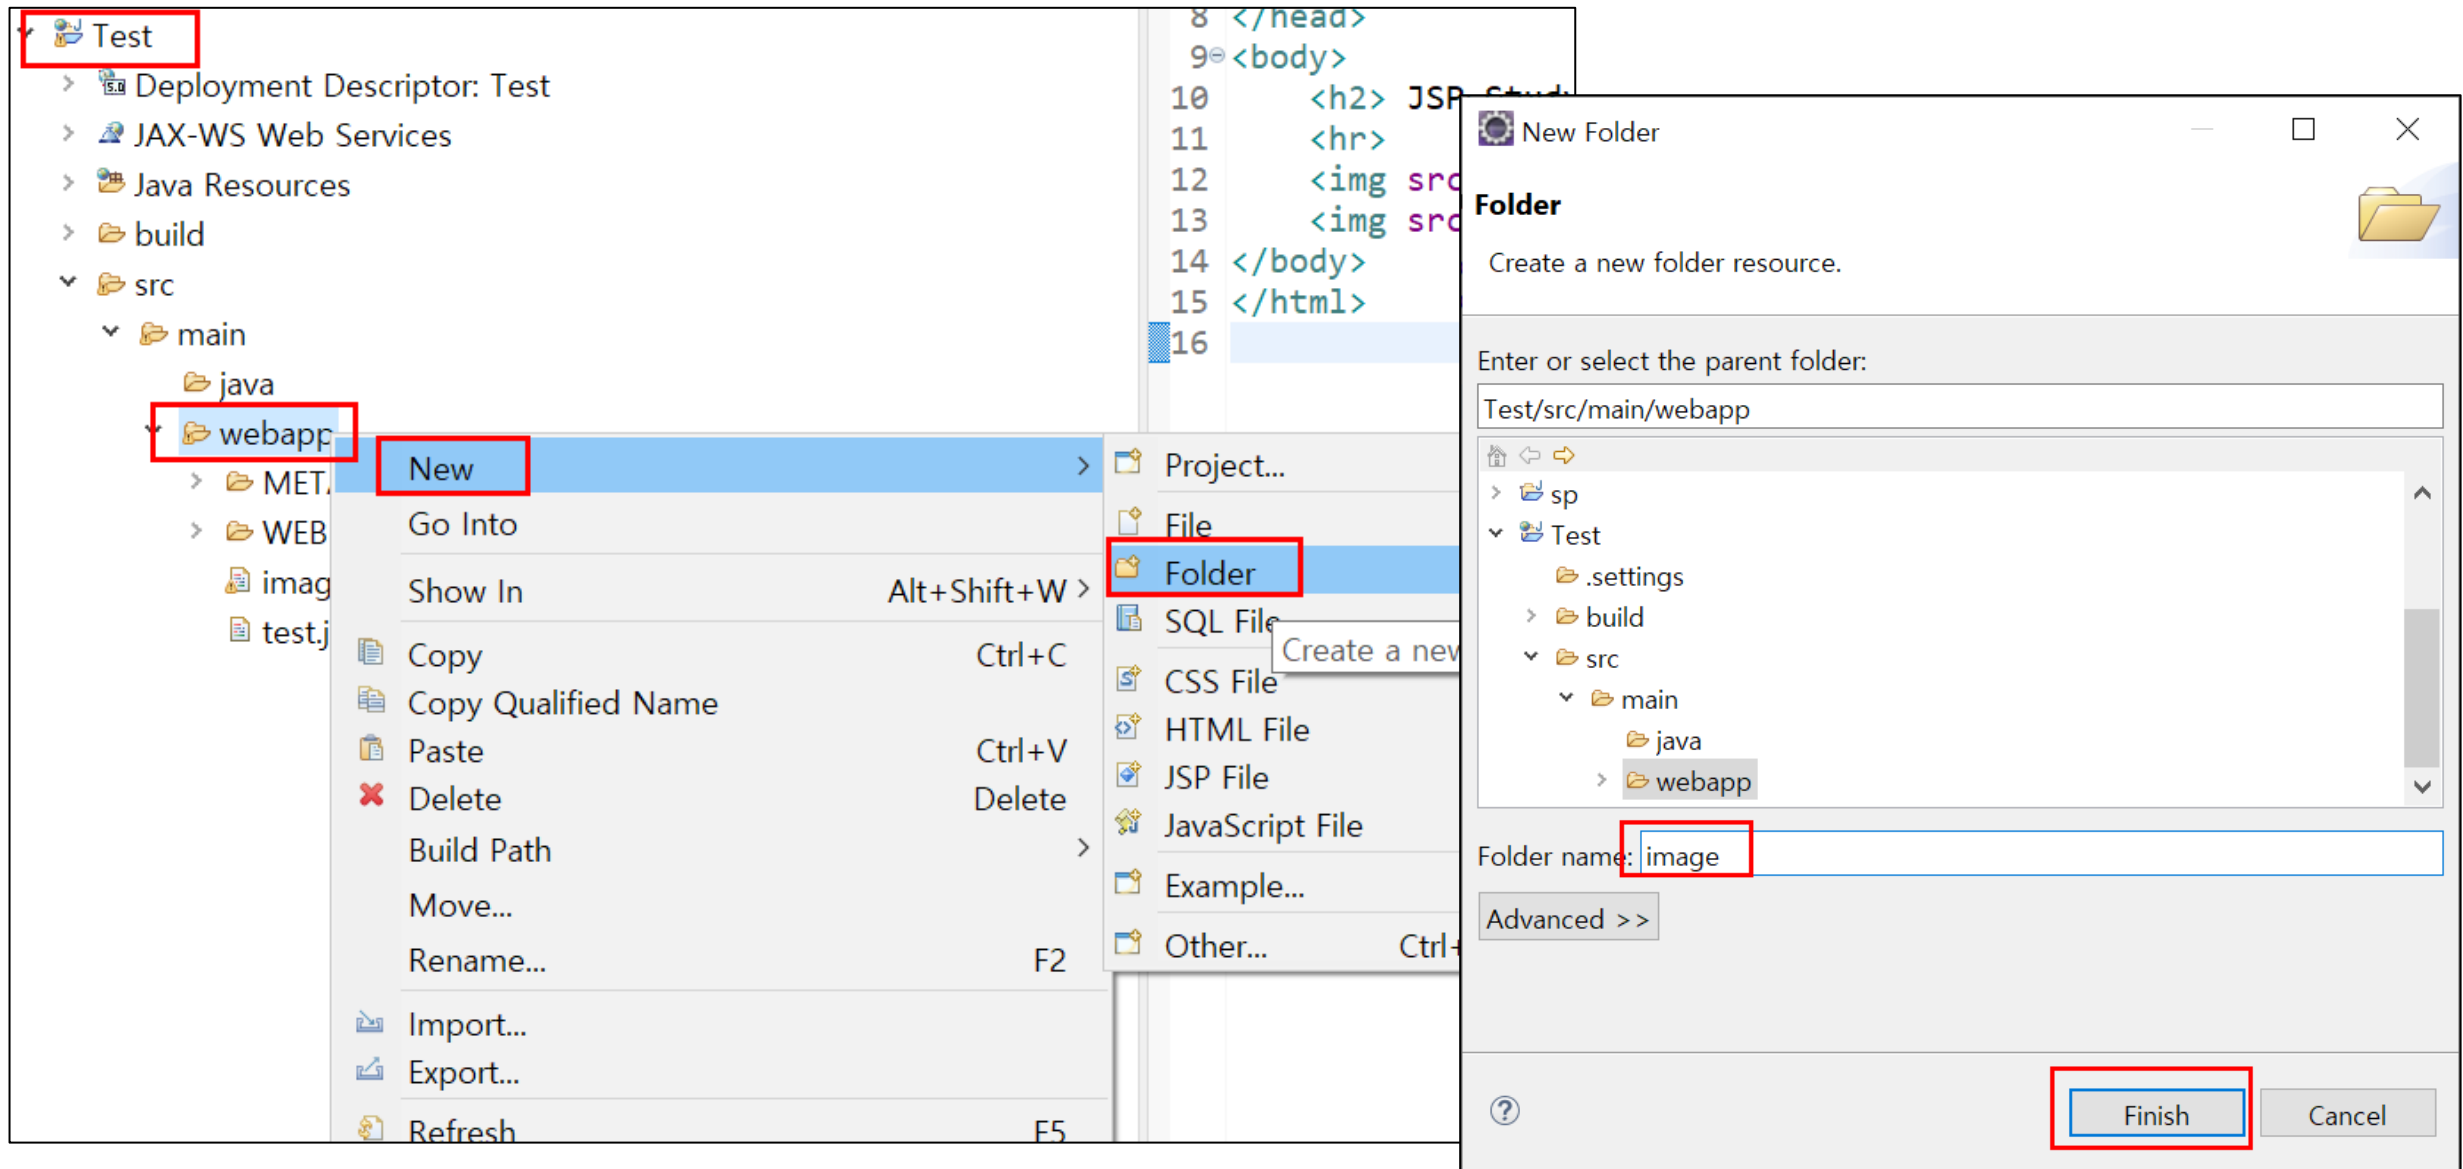 Test
Deployment Descriptor: Test
JAX-WS Web Services
Java Resources
build
src
main
java
webapp
META
WEB
imag
test.j
New
Go Into
Show In Alt+Shift+W
Copy Ctrl+C
Copy Qualified Name
Paste Ctrl+V
Delete Delete
Build Path
Move...
Rename... F2
Import...
Export...
Refresh F5
Project...
File
Folder
SQL File
Create a new
CSS File
HTML File
JSP File
JavaScript File
Example...
Other... Ctrl+
8 </head>
9 <body>
10 <h2> JSP Study
11 <hr>
12 <img src
13 <img src
14 </body>
15 </html>
16
New Folder
Folder
Create a new folder resource.
Enter or select the parent folder:
Test/src/main/webapp
sp
Test
.settings
build
src
main
java
webapp
Folder name: image
Advanced >>
Finish Cancel